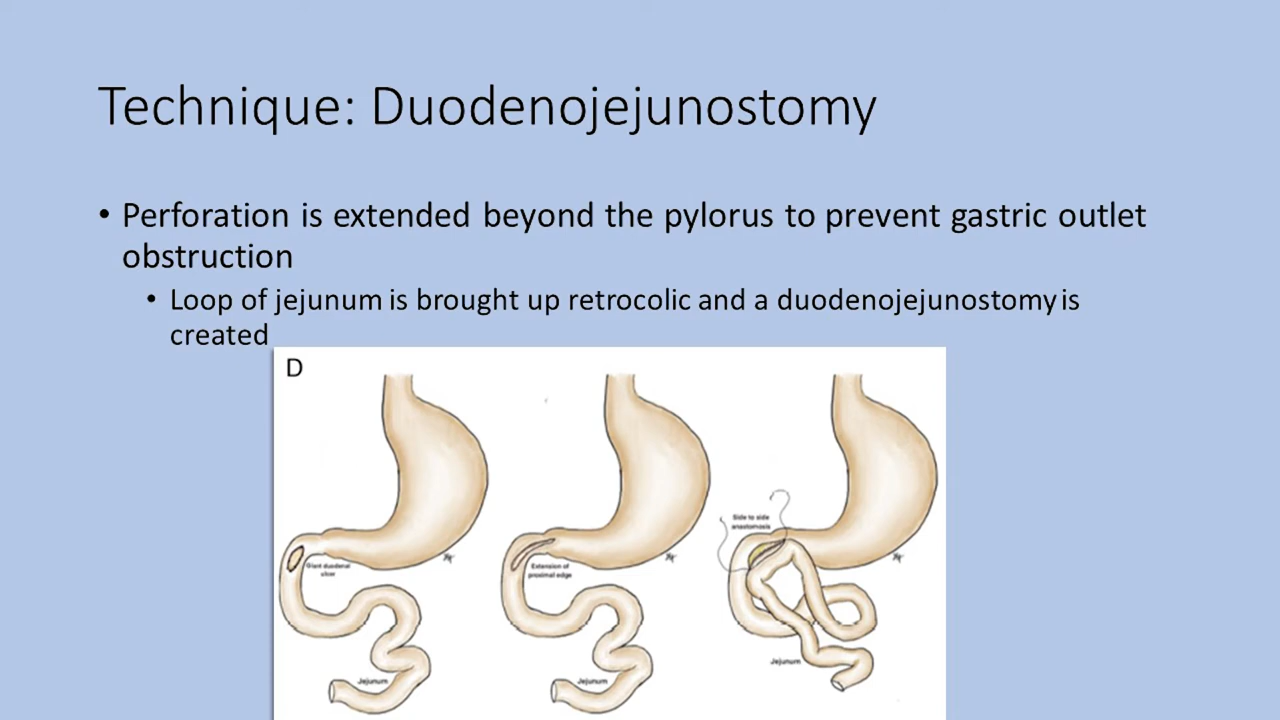 Technique: Duodenojejunostomy
• Perforation is extended beyond the pylorus to prevent gastric outlet
obstruction
• Loop of jejunum is brought up retrocolic and a duodenojejunostomy is
created
D
Giant duodenal
ulcer
Jejunum
Extension of
proximal edge
Jejunum
Side to side
anastomosis
Jejunum